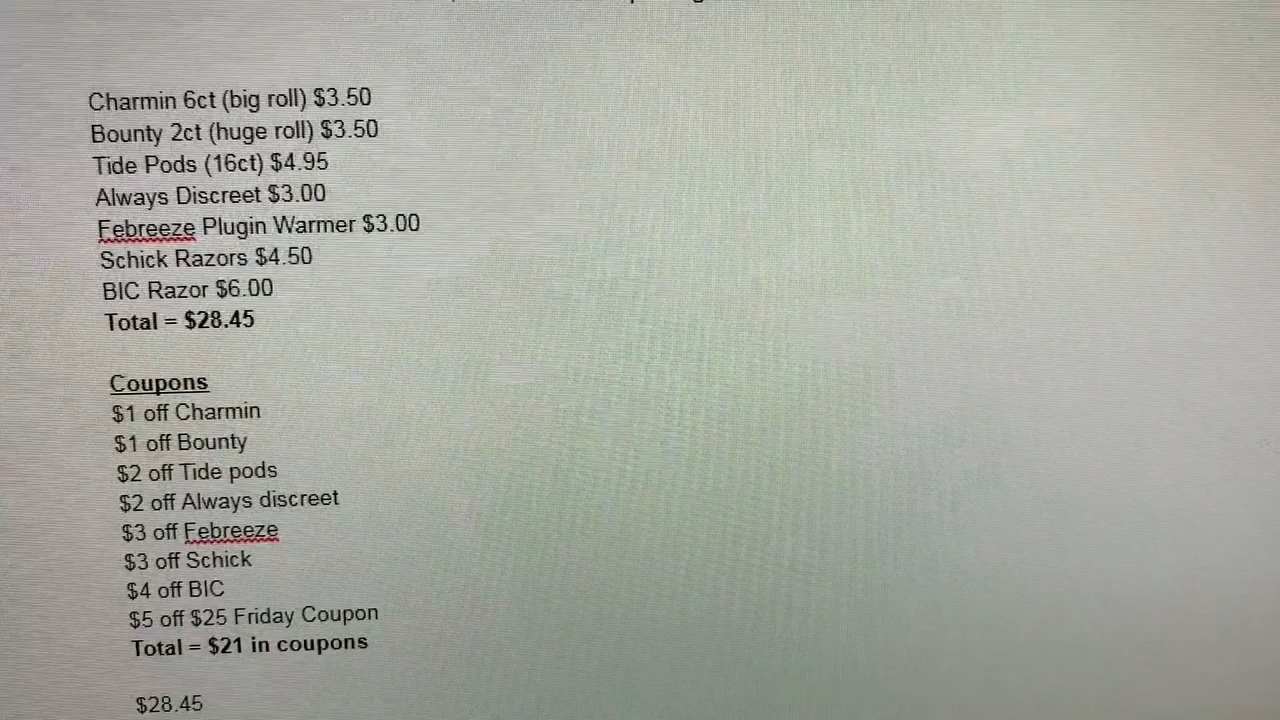 Charmin 6ct (big roll) $3.50
Bounty 2ct (huge roll) $3.50
Tide Pods (16ct) $4.95
Always Discreet $3.00
Febreeze Plugin Warmer $3.00
Schick Razors $4.50
BIC Razor $6.00
Total = $28.45
Coupons
$1 off Charmin
$1 off Bounty
$2 off Tide pods
$2 off Always discreet
$3 off Febreeze
$3 off Schick
$4 off BIC
$5 off $25 Friday Coupon
Total = $21 in coupons
$28.45